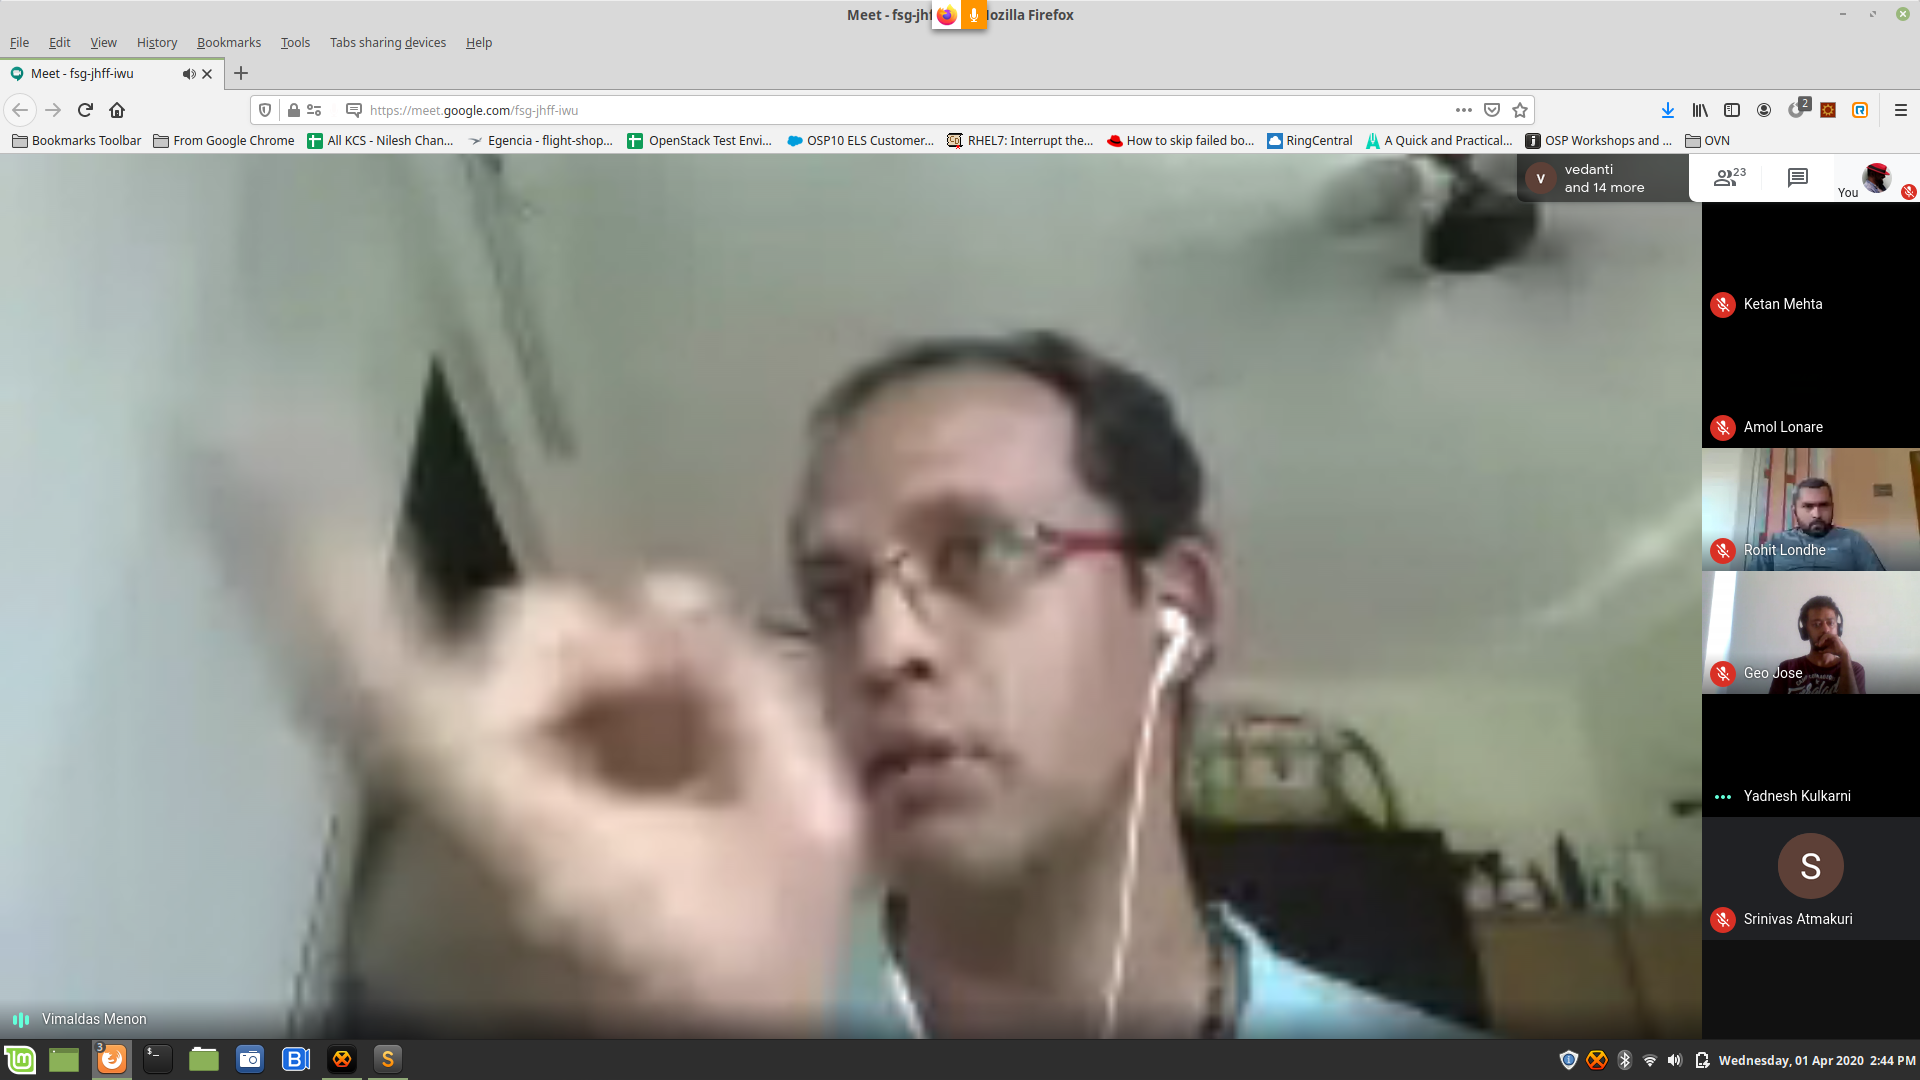 Meet - fsg-jhf
ozilla Firefox
File Edit View History Bookmarks Tools Tabs sharing devices Help
Meet - fsg-jhff-iwu
https://meet.google.com/fsg-jhff-iwu
2
Bookmarks Toolbar From Google Chrome All KCS - Nilesh Chan... Egencia - flight-shop... OpenStack Test Envi... OSP10 ELS Customer... RHEL7: Interrupt the... How to skip failed bo... RingCentral A Quick and Practical... OSP Workshops and ... OVN
V
vedanti
and 14 more
23
You
Ketan Mehta
Amol Lonare
Rohit Londhe
Geo Jose
Yadnesh Kulkarni
S
Srinivas Atmakuri
Vimaldas Menon
3
Wednesday, 01 Apr 2020 2:44 PM